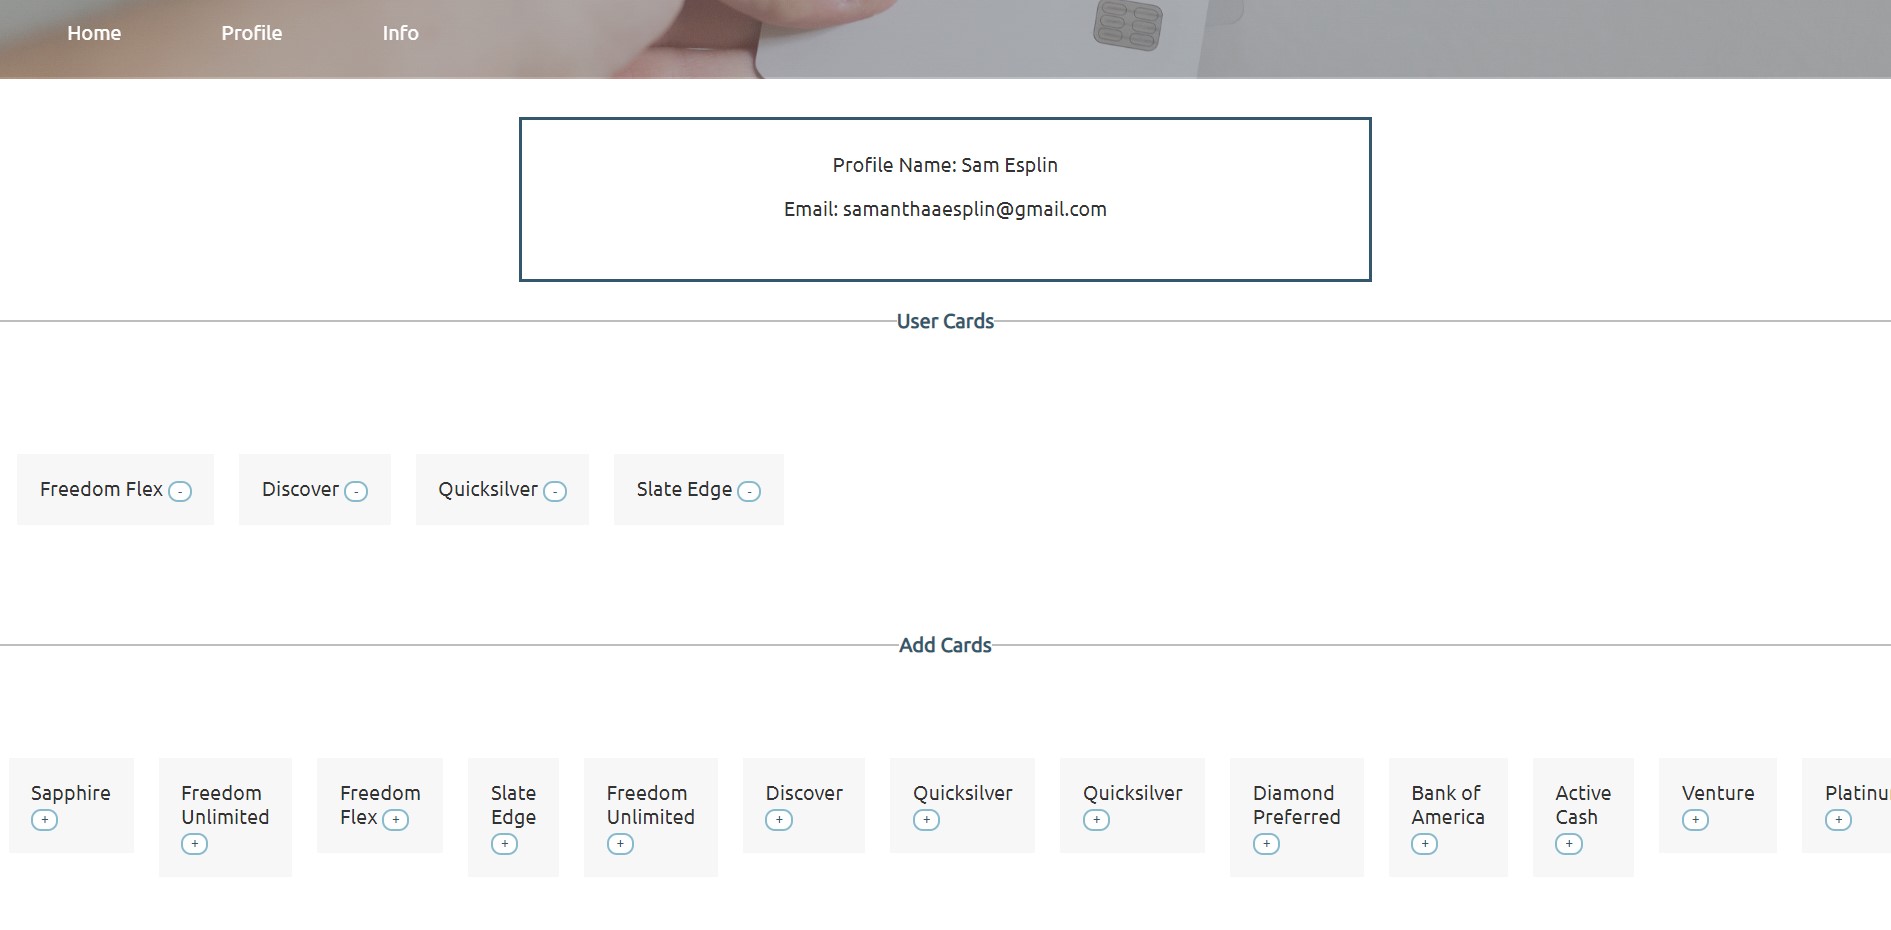 Home Profile Info
Profile Name: Sam Esplin
Email: samanthaaesplin@gmail.com
User Cards
Freedom Flex - Discover - Quicksilver - Slate Edge -
Add Cards
Sapphire
+
Freedom
Unlimited
+
Freedom
Flex +
Slate
Edge
+
Freedom
Unlimited
+
Discover
+
Quicksilver
+
Quicksilver
+
Diamond
Preferred
+
Bank of
America
+
Active
Cash
+
Venture
+
+